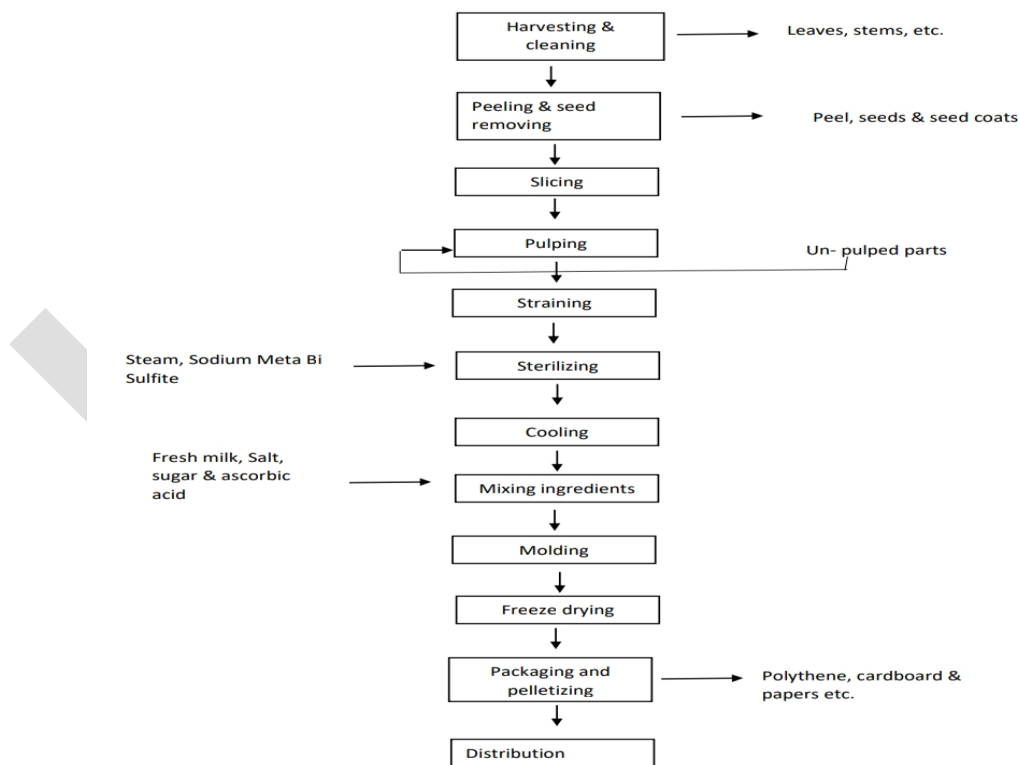 Harvesting &
cleaning
Leaves, stems, etc.
Peeling & seed
removing
Peel, seeds & seed coats
Slicing
Pulping
Un- pulped parts
Straining
Steam, Sodium Meta Bi
Sulfite
Sterilizing
Cooling
Fresh milk, Salt,
sugar & ascorbic
acid
Mixing ingredients
Molding
Freeze drying
Packaging and
pelletizing
Polythene, cardboard &
papers etc.
Distribution